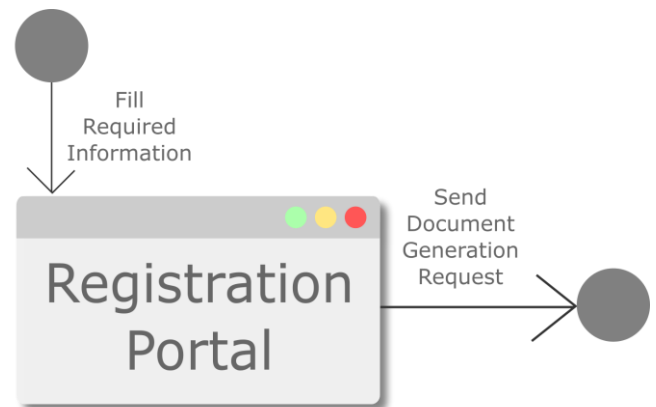 Fill
Required
Information
Send
Document
Generation
Request
Registration
Portal